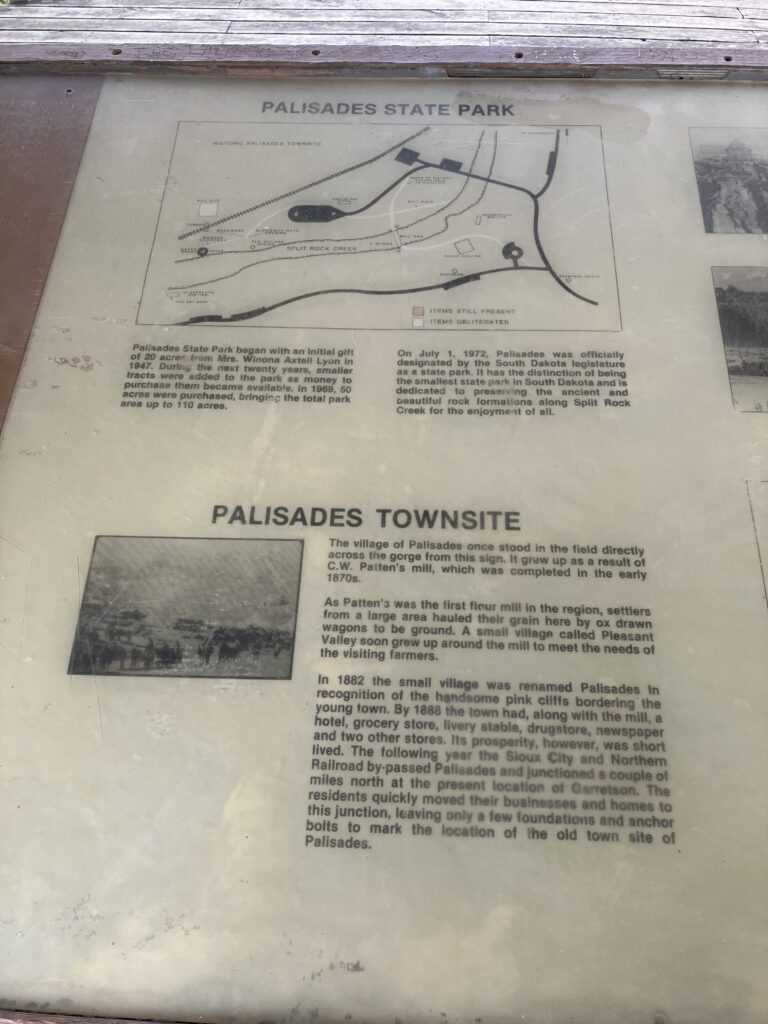 PALISADES STATE PARK
HISTORIC PALISADES TOWNSITE
SPLIT ROCK CREEK
ITEMS STILL PRESENT
ITEMS OBLITERATED
Palisades State Park began with an initial gift
of 20 acres from Mrs. Winona Axtell Lyon in
1947. During the next twenty years, smaller
tracts were added to the park as money to
purchase them became available. In 1969, 50
acres were purchased, bringing the total park
area up to 110 acres.
On July 1, 1972, Palisades was officially
designated by the South Dakota legislature
as a state park. It has the distinction of being
the smallest state park in South Dakota and is
dedicated to preserving the ancient and
beautiful rock formations along Split Rock
Creek for the enjoyment of all.
PALISADES TOWNSITE
The village of Palisades once stood in the field directly
across the gorge from this sign. It grew up as a result of
C.W. Patten's mill, which was completed in the early
1870s.
As Patten's was the first flour mill in the region, settlers
from a large area hauled their grain here by ox drawn
wagons to be ground. A small village called Pleasant
Valley soon grew up around the mill to meet the needs of
the visiting farmers.
In 1882 the small village was renamed Palisades in
recognition of the handsome pink cliffs bordering the
young town. By 1888 the town had, along with the mill, a
hotel, grocery store, livery stable, drugstore, newspaper
and two other stores. Its prosperity, however, was short
lived. The following year the Sioux City and Northern
Railroad by-passed Palisades and junctioned a couple of
miles north at the present location of Garretson. The
residents quickly moved their businesses and homes to
this junction, leaving only a few foundations and anchor
bolts to mark the location of the old town site of
Palisades.